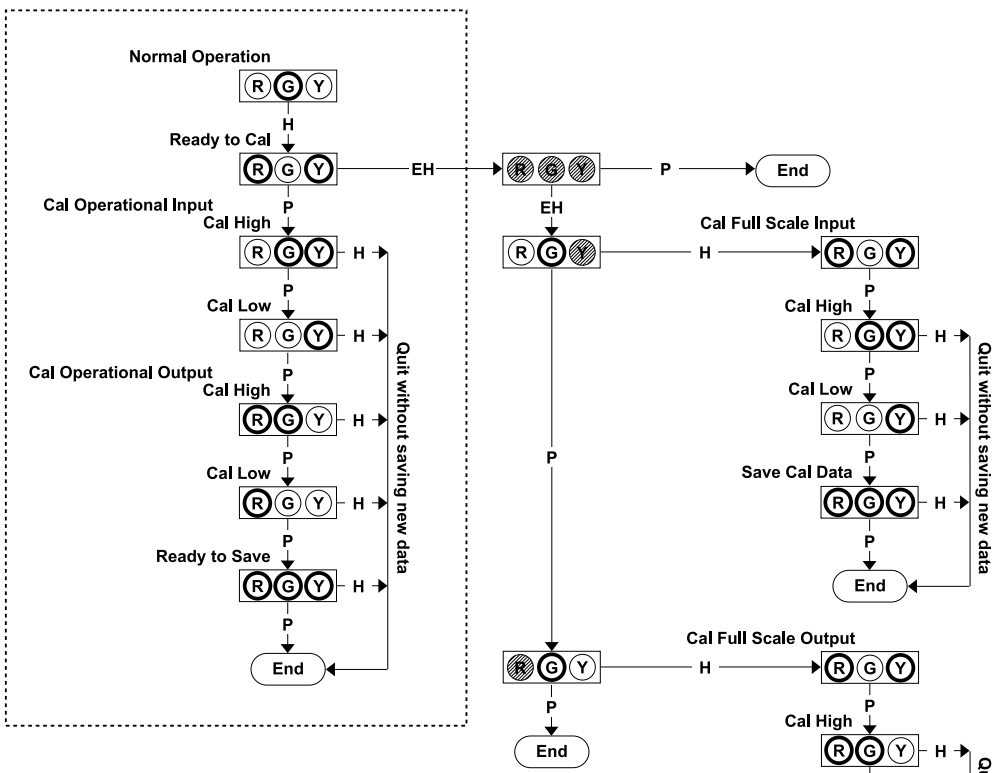 Normal Operation
R G Y
H
Ready to Cal
R G Y
EH
R G Y
P
End
P
EH
Cal Operational Input
Cal High
R G Y
H
R G Y
H
Cal Full Scale Input
R G Y
P
P
Cal Low
R G Y
H
Cal High
R G Y
H
P
P
Cal Operational Output
Cal High
R G Y
H
Cal Low
R G Y
H
Quit without saving new data
Quit without saving new data
P
P
P
Cal Low
R G Y
H
Save Cal Data
R G Y
H
P
P
Ready to Save
R G Y
H
End
P
End
Cal Full Scale Output
R G Y
H
R G Y
P
P
End
Cal High
R G Y
H